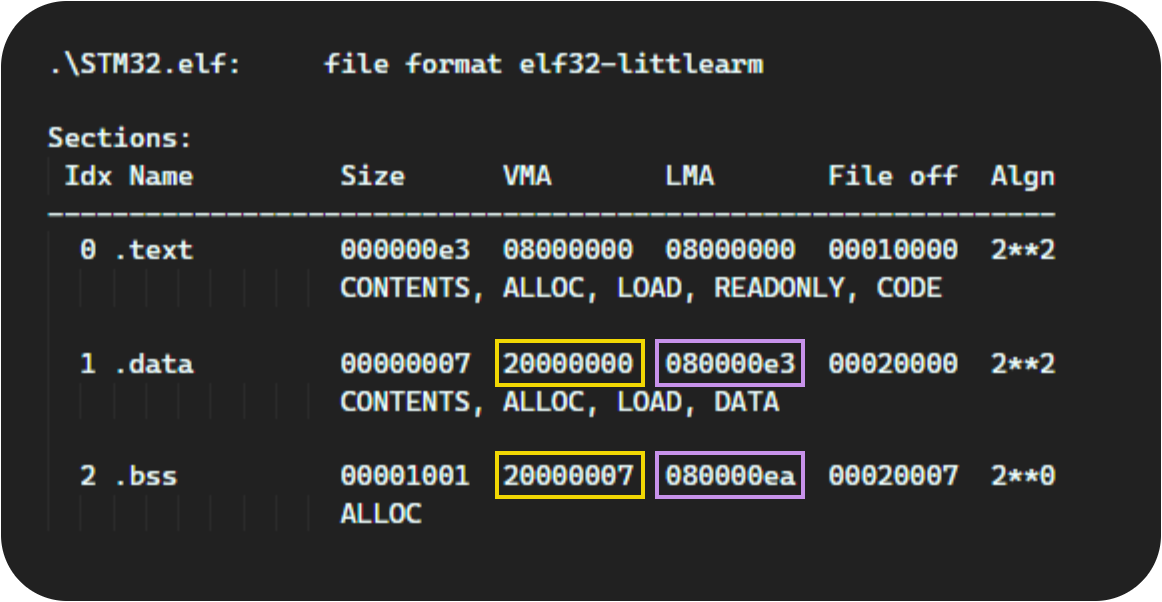 .\STM32.elf:     file format elf32-littlearm
Sections:
Idx Name          Size      VMA       LMA       File off  Algn
--------------------------------------------------------------
0 .text         000000e3  08000000  08000000  00010000  2**2
CONTENTS, ALLOC, LOAD, READONLY, CODE
1 .data         00000007  20000000  080000e3  00020000  2**2
CONTENTS, ALLOC, LOAD, DATA
2 .bss          00001001  20000007  080000ea  00020007  2**0
ALLOC